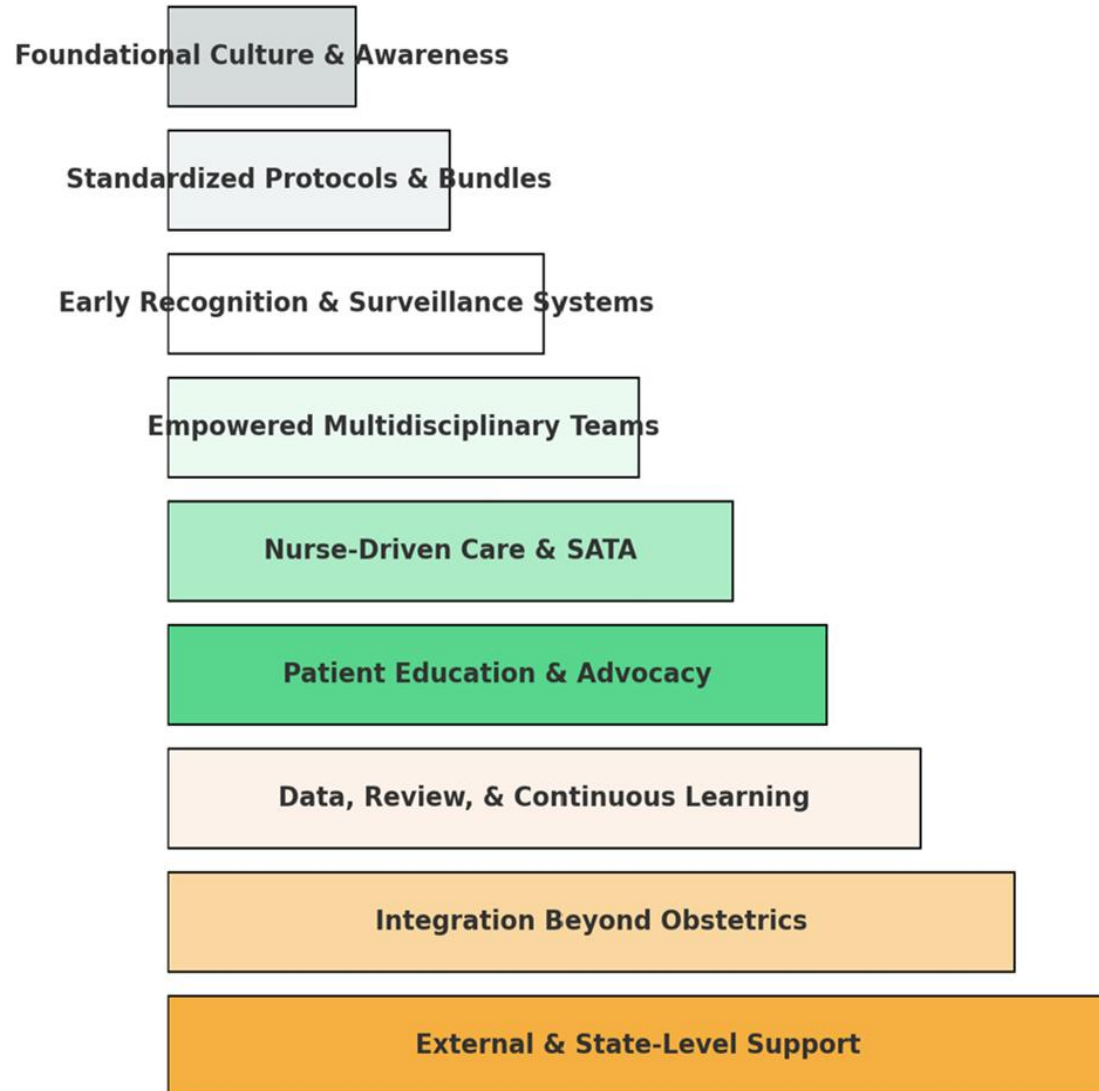 Foundational Culture & Awareness
Standardized Protocols & Bundles
Early Recognition & Surveillance Systems
Empowered Multidisciplinary Teams
Nurse-Driven Care & SATA
Patient Education & Advocacy
Data, Review, & Continuous Learning
Integration Beyond Obstetrics
External & State-Level Support